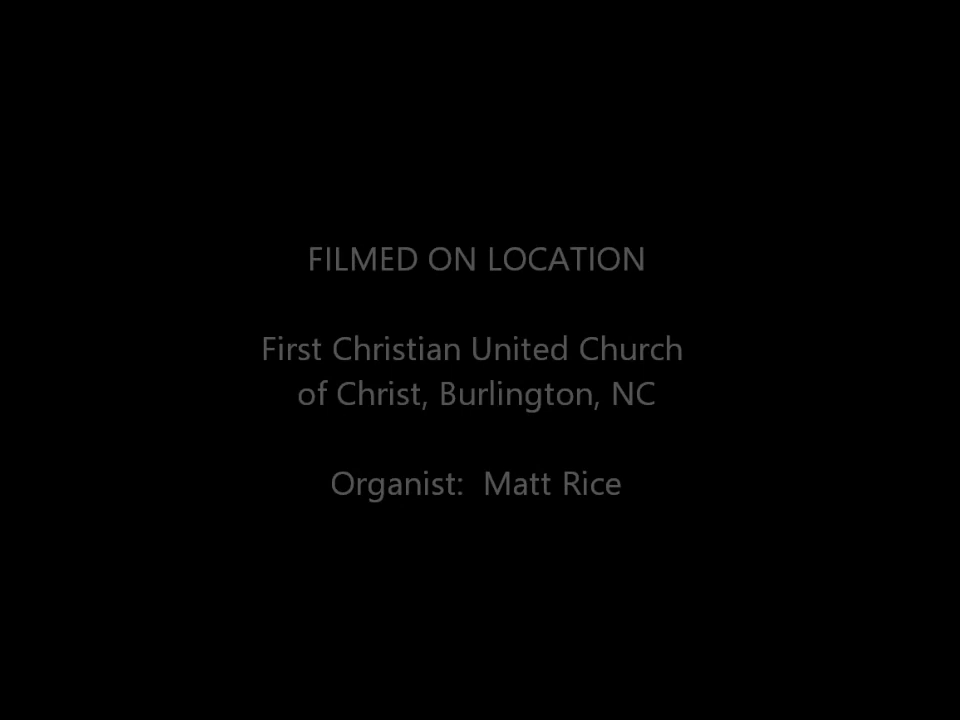 FILMED ON LOCATION
First Christian United Church
of Christ, Burlington, NC
Organist:  Matt Rice